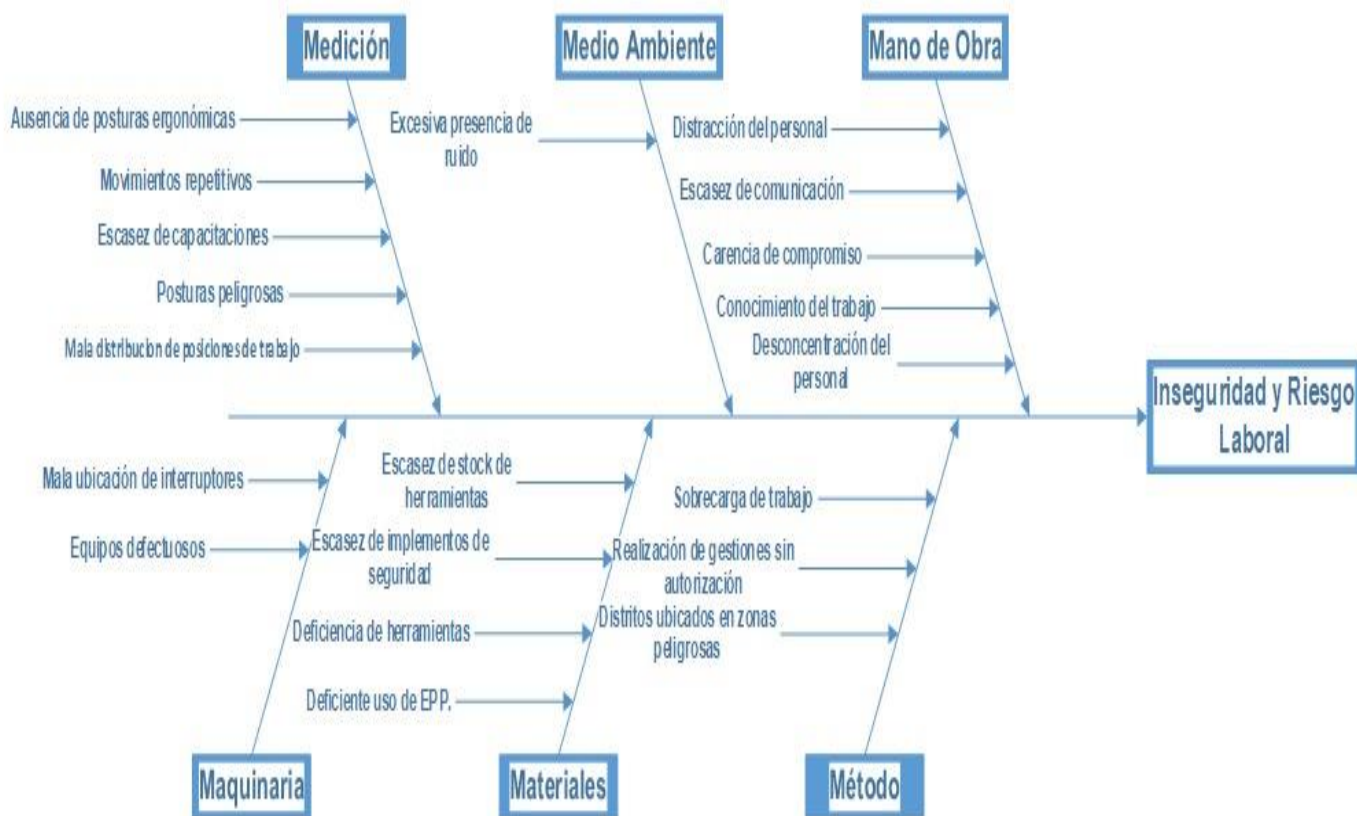 Medición
Medio Ambiente
Mano de Obra
Ausencia de posturas ergonómicas
Movimientos repetitivos
Escasez de capacitaciones
Posturas peligrosas
Mala distribucion de posiciones de trabajo
Excesiva presencia de
ruido
Distracción del personal
Escasez de comunicación
Carencia de compromiso
Conocimiento del trabajo
Desconcentración del
personal
Inseguridad y Riesgo
Laboral
Mala ubicación de interruptores
Equipos defectuosos
Escasez de stock de
herramientas
Escasez de implementos de
seguridad
Deficiencia de herramientas
Deficiente uso de EPP.
Sobrecarga de trabajo
Realización de gestiones sin
autorización
Distritos ubicados en zonas
peligrosas
Maquinaria
Materiales
Método